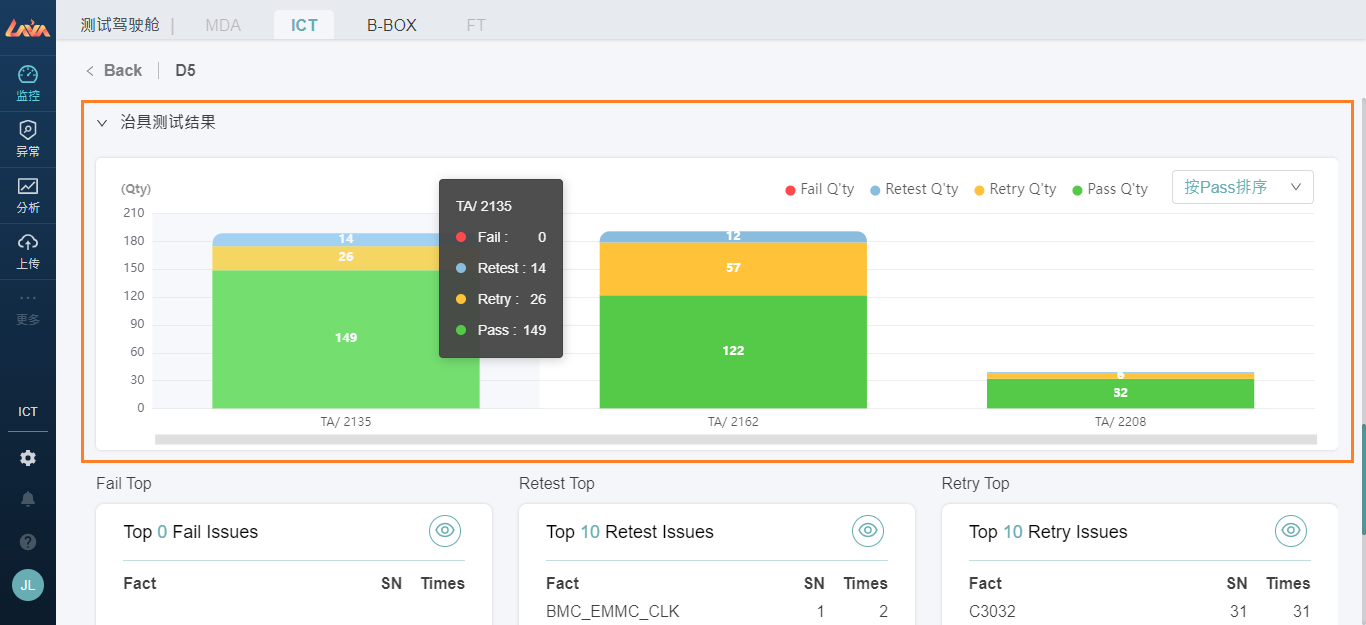 LAVA
测试驾驶舱
MDA
ICT
B-BOX
FT
监控
异常
分析
上传
更多
ICT
JL
Back
D5
治具测试结果
(Qty)
Fail Q'ty
Retest Q'ty
Retry Q'ty
Pass Q'ty
按Pass排序
210
180
150
120
90
60
30
0
14
26
149
12
57
122
32
TA/ 2135
TA/ 2162
TA/ 2208
TA/ 2135
Fail : 0
Retest : 14
Retry : 26
Pass : 149
Fail Top
Top 0 Fail Issues
Fact SN Times
Retest Top
Top 10 Retest Issues
Fact SN Times
BMC_EMMC_CLK 1 2
Retry Top
Top 10 Retry Issues
Fact SN Times
C3032 31 31